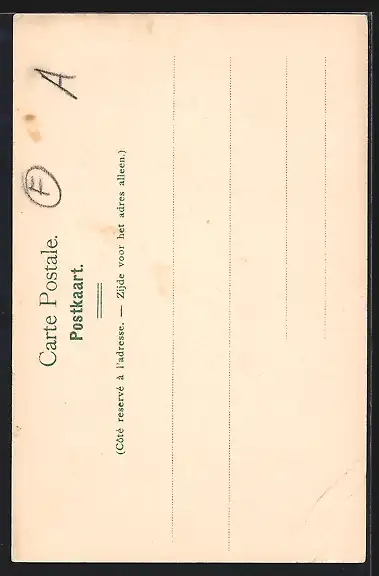 Carte Postale.
Postkaart.
(Côté reservé à l'adresse. — Zijde voor het adres alleen.)
F
A